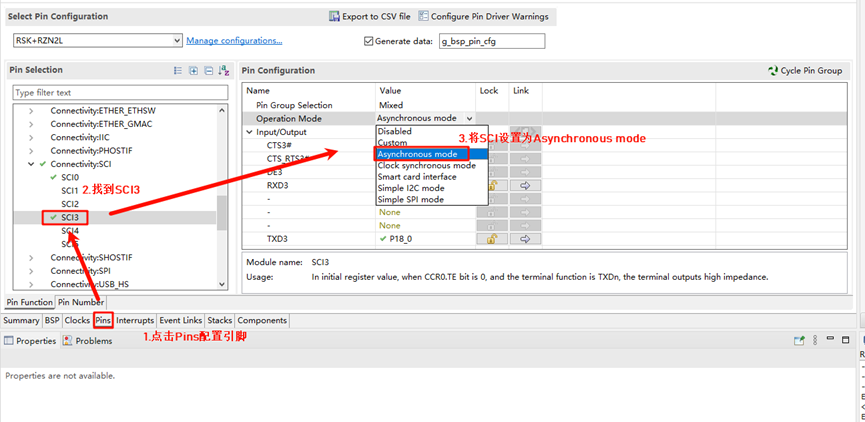 Select Pin Configuration
Export to CSV file
Configure Pin Driver Warnings
RSK+RZN2L
Manage configurations...
Generate data:
g_bsp_pin_cfg
Pin Selection
Type filter text
Connectivity:ETHER_ETHSW
Connectivity:ETHER_GMAC
Connectivity:IIC
Connectivity:PHOSTIF
Connectivity:SCI
SCI0
SCI1
2.找到SCI3
SCI2
SCI3
SCI4
Connectivity:SHOSTIF
Connectivity:SPI
Connectivity:USB_HS
Pin Function
Pin Number
Pin Configuration
Cycle Pin Group
Name
Value
Lock
Link
Pin Group Selection
Mixed
Operation Mode
Asynchronous mode
Input/Output
Disabled
Custom
3.将SCI设置为Asynchronous mode
CTS3#
Asynchronous mode
CTS_RTS3#
Clock synchronous mode
DE3
Smart card interface
RXD3
Simple I2C mode
-
Simple SPI mode
-
None
-
None
TXD3
P18_0
Module name:
SCI3
Usage:
In initial register value, when CCR0.TE bit is 0, and the terminal function is TXDn, the terminal outputs high impedance.
Summary
BSP
Clocks
Pins
Interrupts
Event Links
Stacks
Components
1.点击Pins配置引脚
Properties
Problems
Properties are not available.